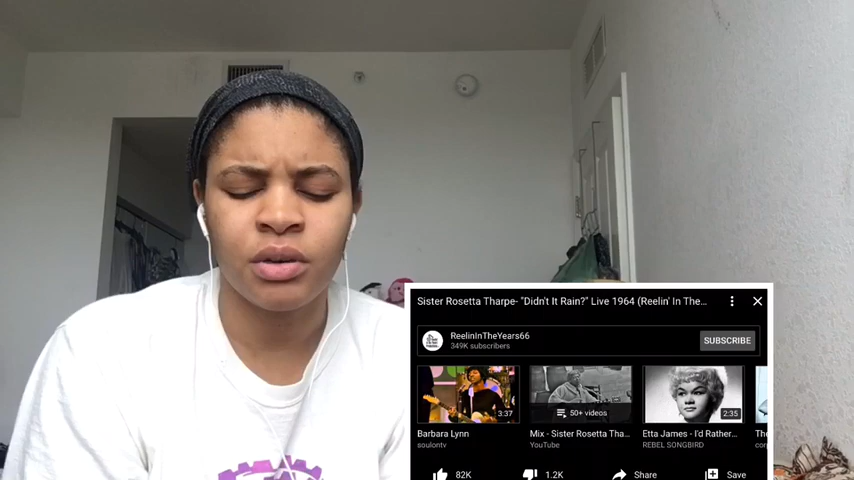 Sister Rosetta Tharpe- "Didn't It Rain?" Live 1964 (Reelin' In The...
ReelinInTheYears66
349K subscribers
SUBSCRIBE
3:37
50+ videos
2:35
Barbara Lynn
Mix - Sister Rosetta Tha...
Etta James - I'd Rather...
soulontv
YouTube
REBEL SONGBIRD
82K
1.2K
Share
Save